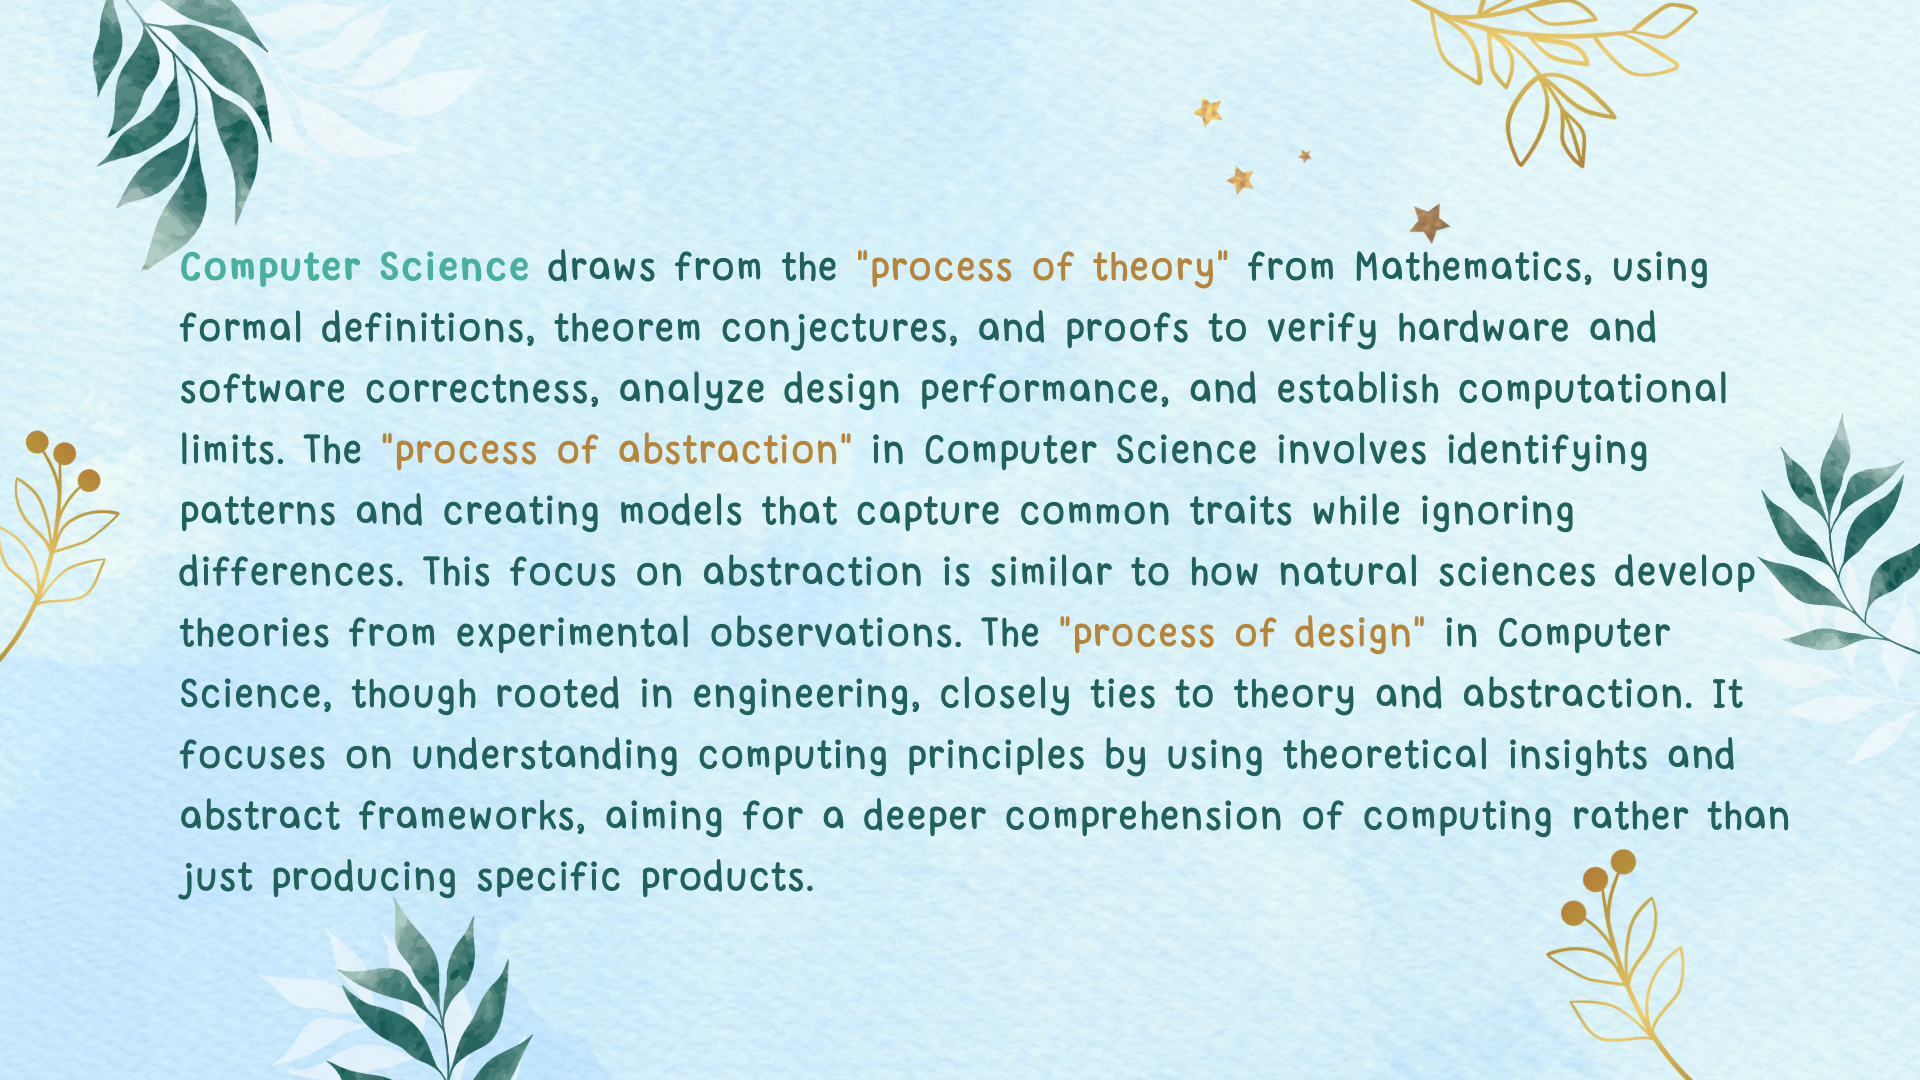 Computer Science draws from the "process of theory" from Mathematics, using
formal definitions, theorem conjectures, and proofs to verify hardware and
software correctness, analyze design performance, and establish computational
limits. The "process of abstraction" in Computer Science involves identifying
patterns and creating models that capture common traits while ignoring
differences. This focus on abstraction is similar to how natural sciences develop
theories from experimental observations. The "process of design" in Computer
Science, though rooted in engineering, closely ties to theory and abstraction. It
focuses on understanding computing principles by using theoretical insights and
abstract frameworks, aiming for a deeper comprehension of computing rather than
just producing specific products.